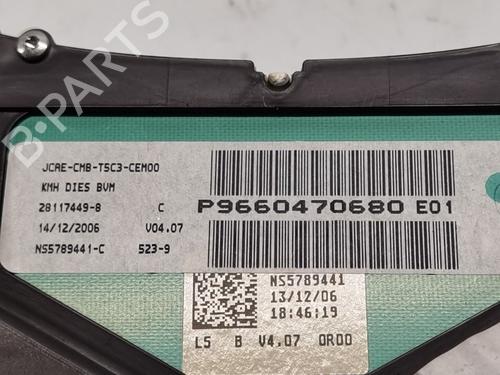 B-PARTS
JCAE-CMB-T5C3-CEM00
KMH DIES BVM
28117449-8 C
14/12/2006 V04.07
NS5789441-C 523-9
P9660470680 E01
NS5789441
13/12/06
18:46:19
L5 B V4.07 0RD0